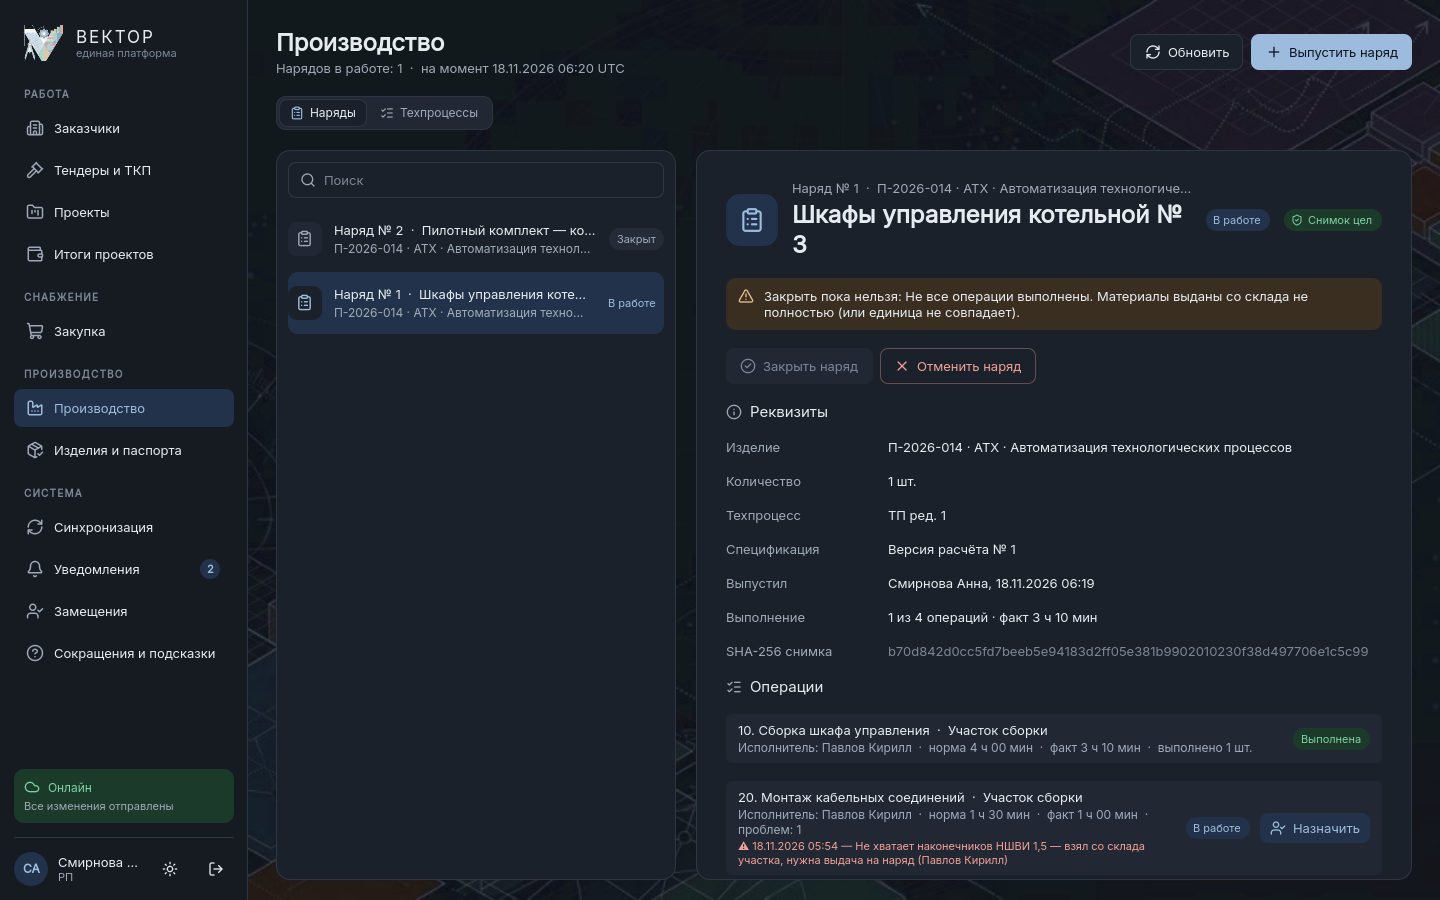 ВЕКТОР
единая платформа
РАБОТА
Заказчики
Тендеры и ТКП
Проекты
Итоги проектов
СНАБЖЕНИЕ
Закупка
ПРОИЗВОДСТВО
Производство
Изделия и паспорта
СИСТЕМА
Синхронизация
Уведомления 2
Замещения
Сокращения и подсказки
Онлайн
Все изменения отправлены
СА
Смирнова ...
РП
Производство
Нарядов в работе: 1 · на момент 18.11.2026 06:20 UTC
Обновить
Выпустить наряд
Наряды
Техпроцессы
Поиск
Наряд № 2 · Пилотный комплект — ко...
П-2026-014 · АТХ · Автоматизация технол...
Закрыт
Наряд № 1 · Шкафы управления коте...
П-2026-014 · АТХ · Автоматизация техно...
В работе
Наряд № 1 · П-2026-014 · АТХ · Автоматизация технологиче...
Шкафы управления котельной №
3
В работе
Снимок цел
Закрыть пока нельзя: Не все операции выполнены. Материалы выданы со склада не
полностью (или единица не совпадает).
Закрыть наряд
Отменить наряд
Реквизиты
Изделие П-2026-014 · АТХ · Автоматизация технологических процессов
Количество 1 шт.
Техпроцесс ТП ред. 1
Спецификация Версия расчёта № 1
Выпустил Смирнова Анна, 18.11.2026 06:19
Выполнение 1 из 4 операций · факт 3 ч 10 мин
SHA-256 снимка b70d842d0cc5fd7beeb5e94183d2ff05e381b9902010230f38d497706e1c5c99
Операции
10. Сборка шкафа управления · Участок сборки
Исполнитель: Павлов Кирилл · норма 4 ч 00 мин · факт 3 ч 10 мин · выполнено 1 шт.
Выполнена
20. Монтаж кабельных соединений · Участок сборки
Исполнитель: Павлов Кирилл · норма 1 ч 30 мин · факт 1 ч 00 мин ·
проблем: 1
⚠ 18.11.2026 05:54 — Не хватает наконечников НШВИ 1,5 — взял со склада
участка, нужна выдача на наряд (Павлов Кирилл)
В работе
Назначить